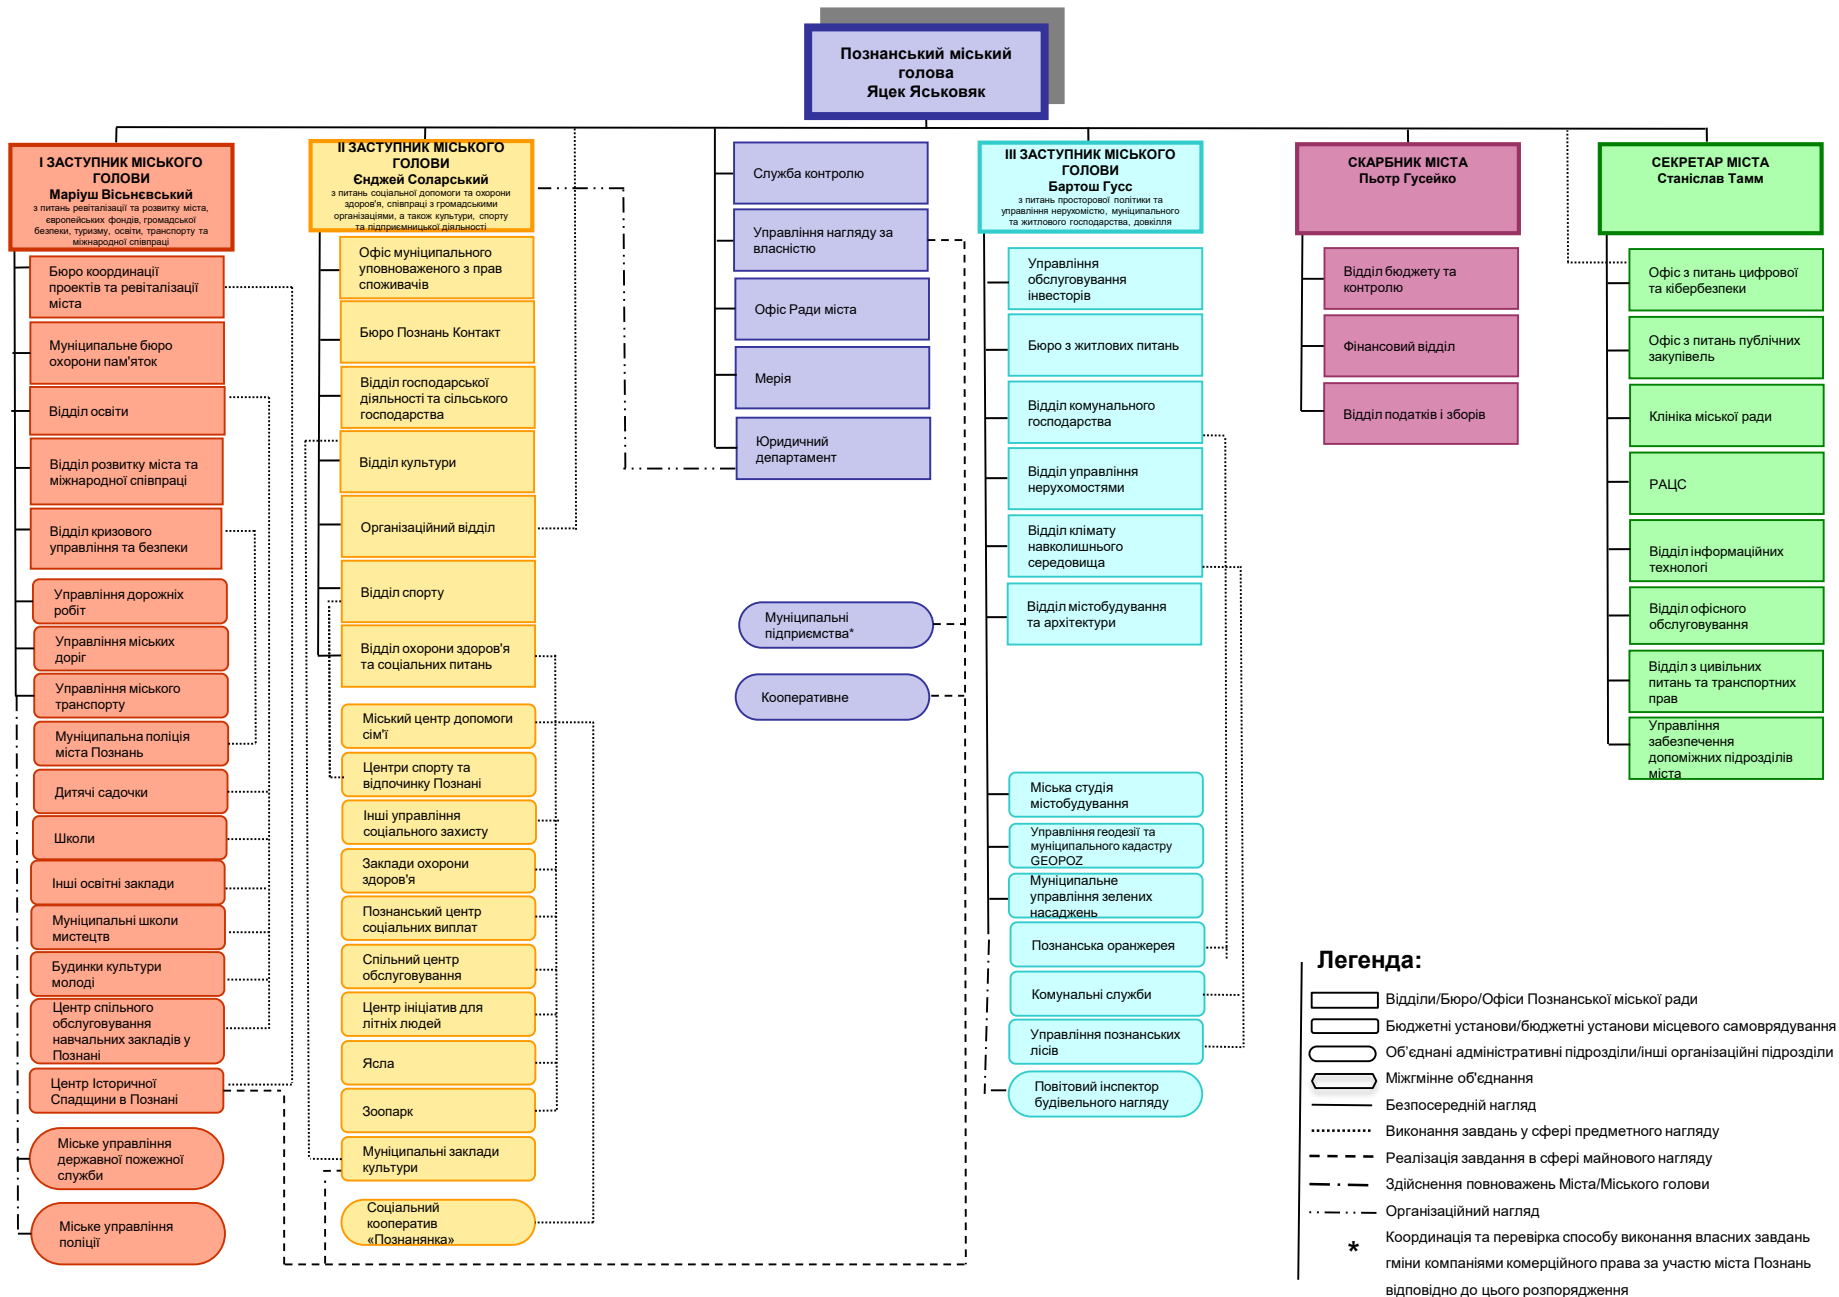 Познанський міський
голова
Яцек Яськовяк
І ЗАСТУПНИК МІСЬКОГО
ГОЛОВИ
Маріуш Вісьнєвський
з питань ревіталізації та розвитку міста,
європейських фондів, громадської
безпеки, туризму, освіти, транспорту та
міжнародної співпраці
Бюро координації
проектів та ревіталізації
міста
Муніципальне бюро
охорони пам'яток
Відділ освіти
Відділ розвитку міста та
міжнародної співпраці
Відділ кризового
управління та безпеки
Управління дорожніх
робіт
Управління міських
доріг
Управління міського
транспорту
Муніципальна поліція
міста Познань
Дитячі садочки
Школи
Інші освітні заклади
Муніципальні школи
мистецтв
Будинки культури
молоді
Центр спільного
обслуговування
навчальних закладів у
Познані
Центр Історичної
Спадщини в Познані
Міське управління
державної пожежної
служби
Міське управління
поліції
ІІ ЗАСТУПНИК МІСЬКОГО
ГОЛОВИ
Єнджей Соларський
з питань соціальної допомоги та охорони
здоров'я, співпраці з громадськими
організаціями, а також культури, спорту
та підприємницької діяльності
Офіс муніципального
уповноваженого з прав
споживачів
Бюро Познань Контакт
Відділ господарської
діяльності та сільського
господарства
Відділ культури
Організаційний відділ
Відділ спорту
Відділ охорони здоров'я
та соціальних питань
Міський центр допомоги
сім'ї
Центри спорту та
відпочинку Познані
Інші управління
соціального захисту
Заклади охорони
здоров'я
Познанський центр
соціальних виплат
Спільний центр
обслуговування
Центр ініціатив для
літніх людей
Ясла
Зоопарк
Муніципальні заклади
культури
Соціальний
кооператив
«Познанянка»
Служба контролю
Управління нагляду за
власністю
Офіс Ради міста
Мерія
Юридичний
департамент
Муніципальні
підприємства*
Кооперативне
ІІІ ЗАСТУПНИК МІСЬКОГО
ГОЛОВИ
Бартош Гусс
з питань просторової політики та
управління нерухомістю, муніципального
та житлового господарства, довкілля
Управління
обслуговування
інвесторів
Бюро з житлових питань
Відділ комунального
господарства
Відділ управління
нерухомостями
Відділ клімату
навколишнього
середовища
Відділ містобудування
та архітектури
Міська студія
містобудування
Управління геодезії та
муніципального кадастру
GEOPOZ
Муніципальне
управління зелених
насаджень
Познанська оранжерея
Комунальні служби
Управління познанських
лісів
Повітовий інспектор
будівельного нагляду
СКАРБНИК МІСТА
Пьотр Гусейко
Відділ бюджету та
контролю
Фінансовий відділ
Відділ податків і зборів
СЕКРЕТАР МІСТА
Станіслав Тамм
Офіс з питань цифрової
та кібербезпеки
Офіс з питань публічних
закупівель
Клініка міської ради
РАЦС
Відділ інформаційних
технологі
Відділ офісного
обслуговування
Відділ з цивільних
питань та транспортних
прав
Управління
забезпечення
допоміжних підрозділів
міста
Легенда:
Відділи/Бюро/Офіси Познанської міської ради
Бюджетні установи/бюджетні установи місцевого самоврядування
Об'єднані адміністративні підрозділи/інші організаційні підрозділи
Міжгмінне об'єднання
Безпосередній нагляд
Виконання завдань у сфері предметного нагляду
Реалізація завдання в сфері майнового нагляду
Здійснення повноважень Міста/Міського голови
Організаційний нагляд
* Координація та перевірка способу виконання власних завдань
гміни компаніями комерційного права за участю міста Познань
відповідно до цього розпорядження